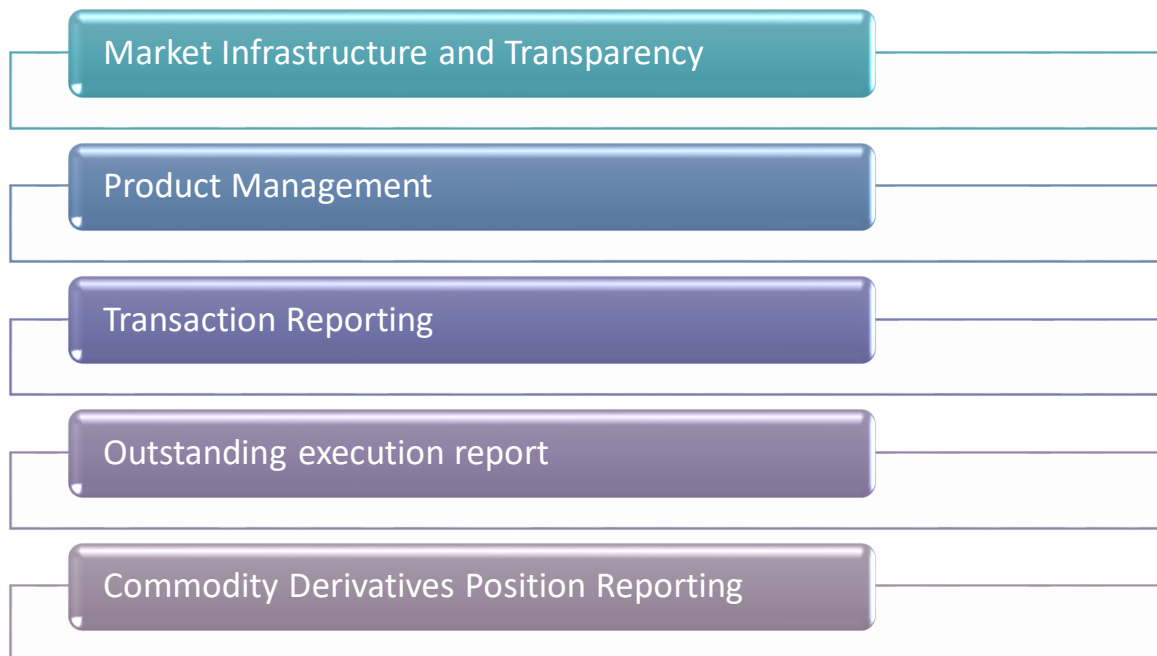 Market Infrastructure and Transparency
Product Management
Transaction Reporting
Outstanding execution report
Commodity Derivatives Position Reporting